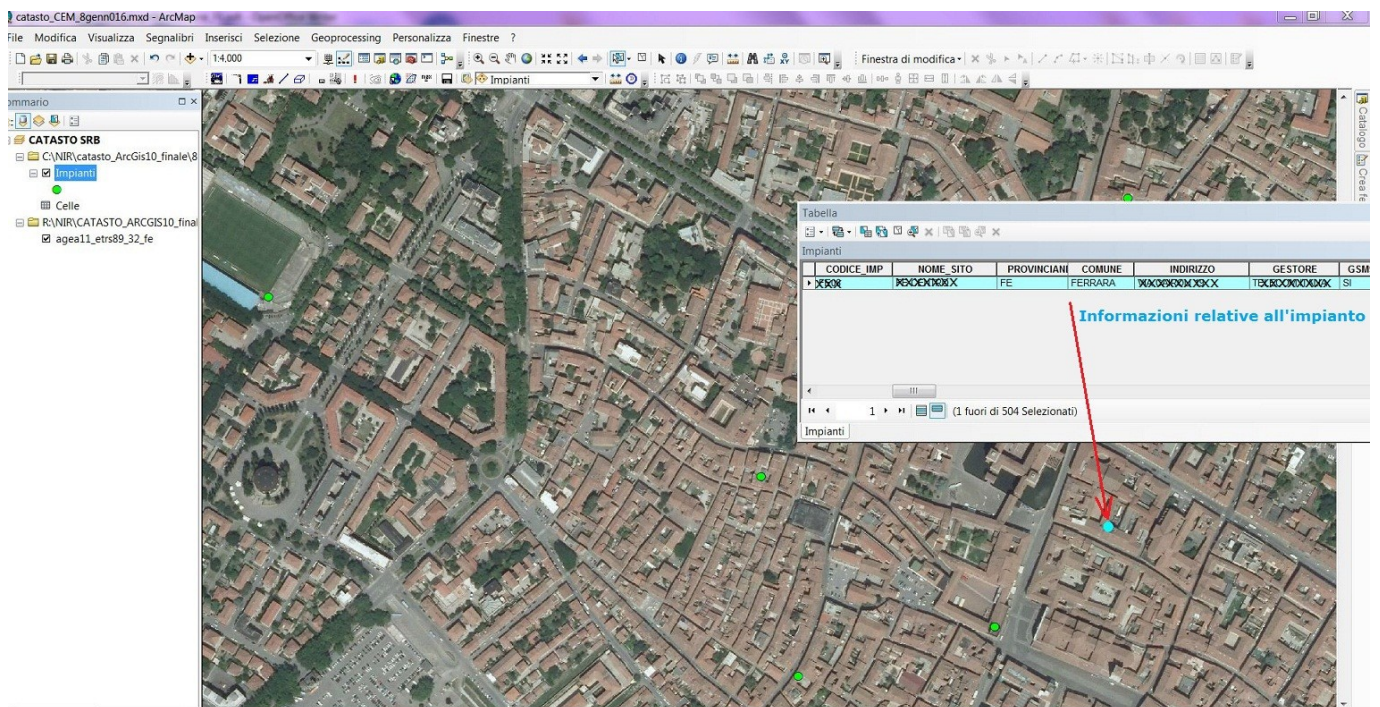 catasto_CEM_8genn016.mxd - ArcMap
File Modifica Visualizza Segnalibri Inserisci Selezione Geoprocessing Personalizza Finestre ?
1:4,000
Finestra di modifica
Impianti
ommario
CATASTO SRB
C:\NIR\catasto_ArcGis10_finale\8
Impianti
Celle
R:\NIR\CATASTO_ARCGIS10_final
agea11_etrs89_32_fe
Catalogo
Crea fe
Tabella
Impianti
CODICE_IMP NOME_SITO PROVINCIANI COMUNE INDIRIZZO GESTORE GSM
FE FERRARA SI
Informazioni relative all'impianto
1 (1 fuori di 504 Selezionati)
Impianti